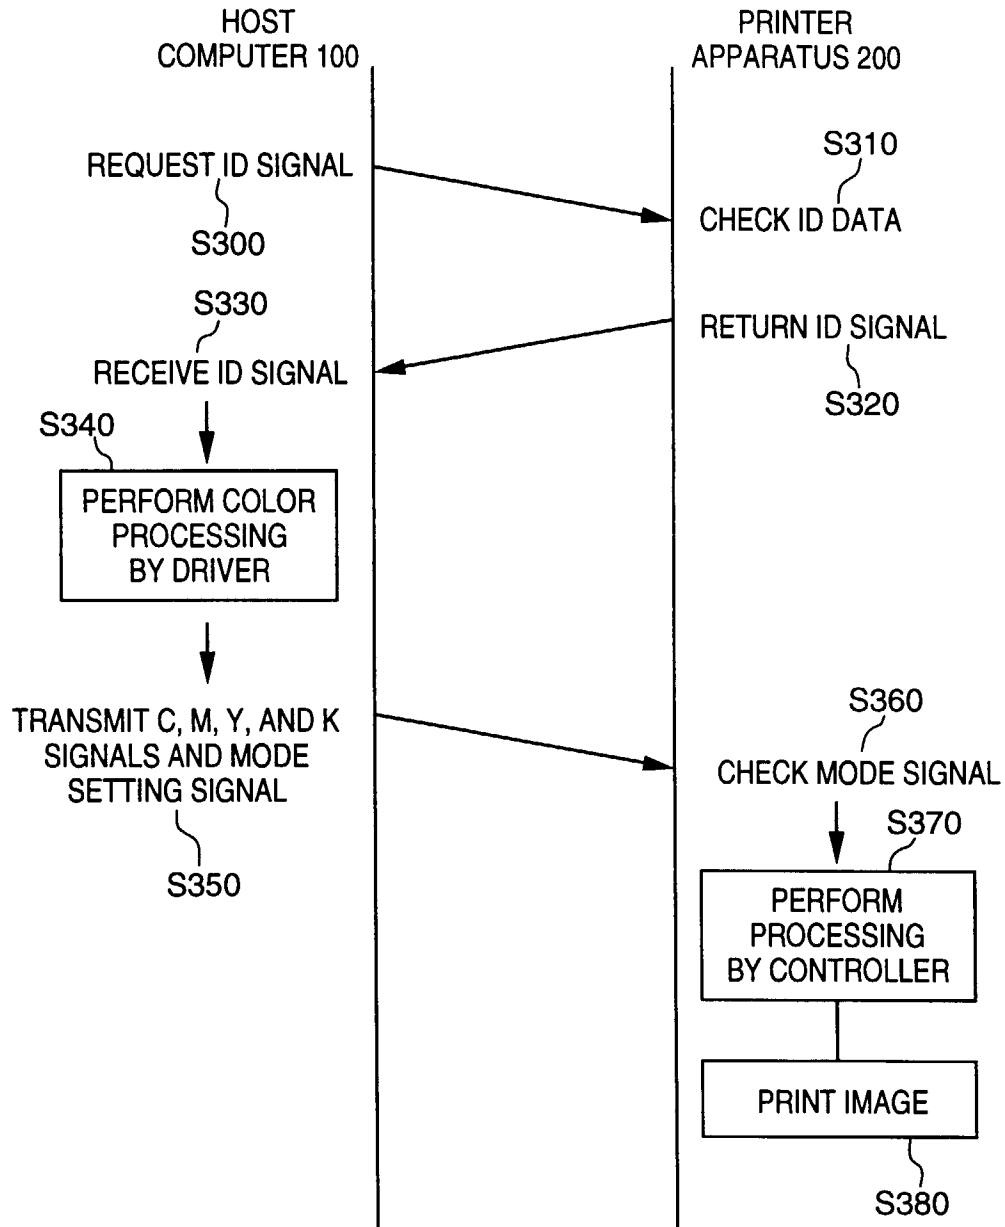 HOST
COMPUTER 100
PRINTER
APPARATUS 200
REQUEST ID SIGNAL
S300
S310
CHECK ID DATA
RETURN ID SIGNAL
S320
S330
RECEIVE ID SIGNAL
S340
PERFORM COLOR
PROCESSING
BY DRIVER
TRANSMIT C, M, Y, AND K
SIGNALS AND MODE
SETTING SIGNAL
S350
S360
CHECK MODE SIGNAL
S370
PERFORM
PROCESSING
BY CONTROLLER
PRINT IMAGE
S380